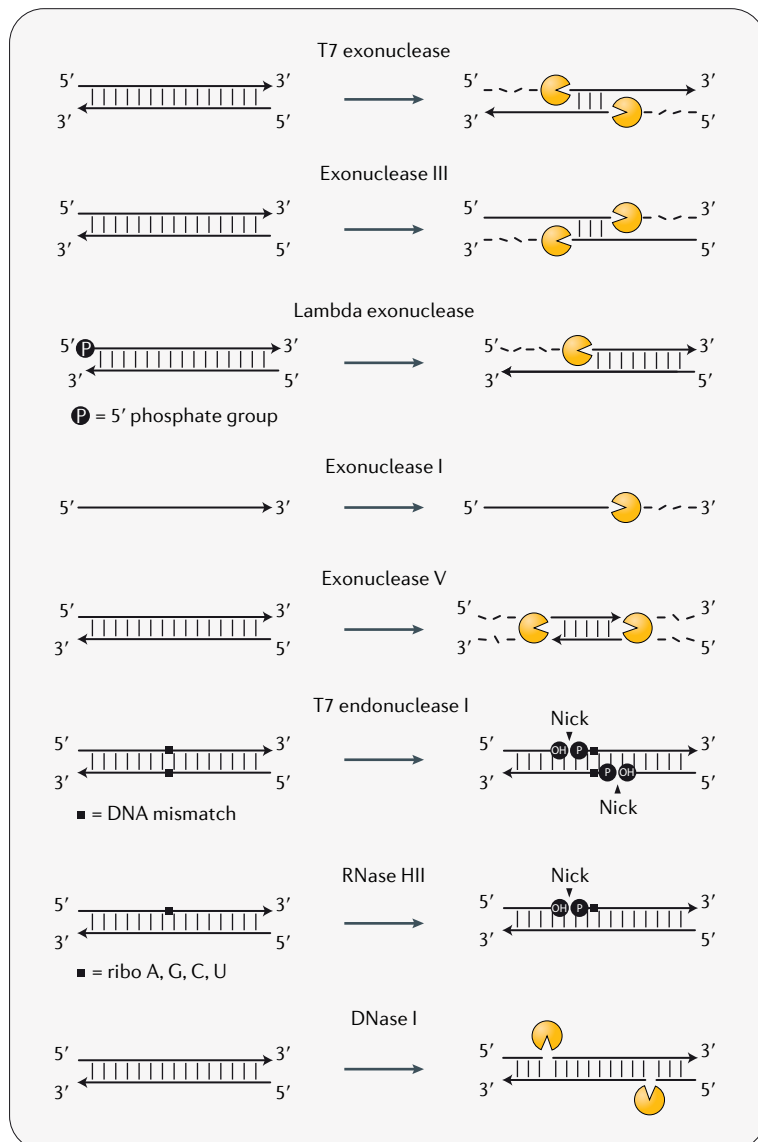 T7 exonuclease
5′ 3′ 5′ 3′
3′ 5′ 3′ 5′
Exonuclease III
5′ 3′ 5′ 3′
3′ 5′ 3′ 5′
Lambda exonuclease
5′ P 3′ 5′ 3′
3′ 5′ 3′ 5′
P = 5′ phosphate group
Exonuclease I
5′ 3′ 5′ 3′
Exonuclease V
5′ 3′ 5′ 3′
3′ 5′ 3′ 5′
T7 endonuclease I
Nick
5′ 3′ 5′ OH P 3′
3′ 5′ 3′ P OH 5′
Nick
■ = DNA mismatch
RNase HII
Nick
5′ 3′ 5′ OH P 3′
3′ 5′ 3′ 5′
■ = ribo A, G, C, U
DNase I
5′ 3′ 5′ 3′
3′ 5′ 3′ 5′